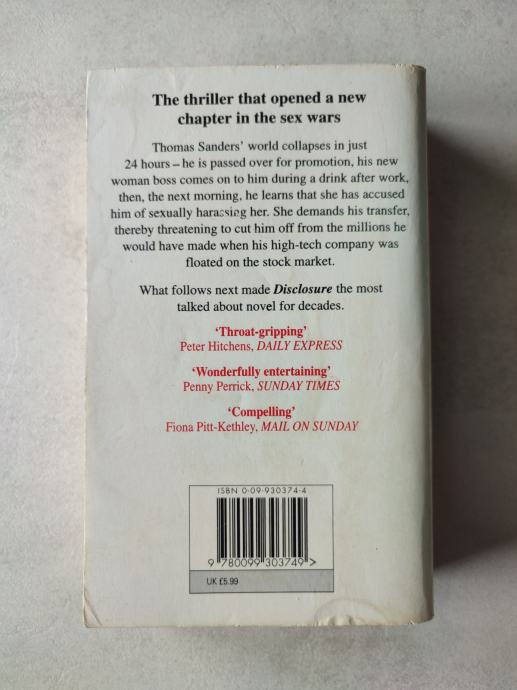 The thriller that opened a new
chapter in the sex wars
Thomas Sanders' world collapses in just
24 hours – he is passed over for promotion, his new
woman boss comes on to him during a drink after work,
then, the next morning, he learns that she has accused
him of sexually harassing her. She demands his transfer,
thereby threatening to cut him off from the millions he
would have made when his high-tech company was
floated on the stock market.
What follows next made Disclosure the most
talked about novel for decades.
'Throat-gripping'
Peter Hitchens, DAILY EXPRESS
'Wonderfully entertaining'
Penny Perrick, SUNDAY TIMES
'Compelling'
Fiona Pitt-Kethley, MAIL ON SUNDAY
ISBN 0-09-930374-4
9 780099 303749 >
UK £5.99